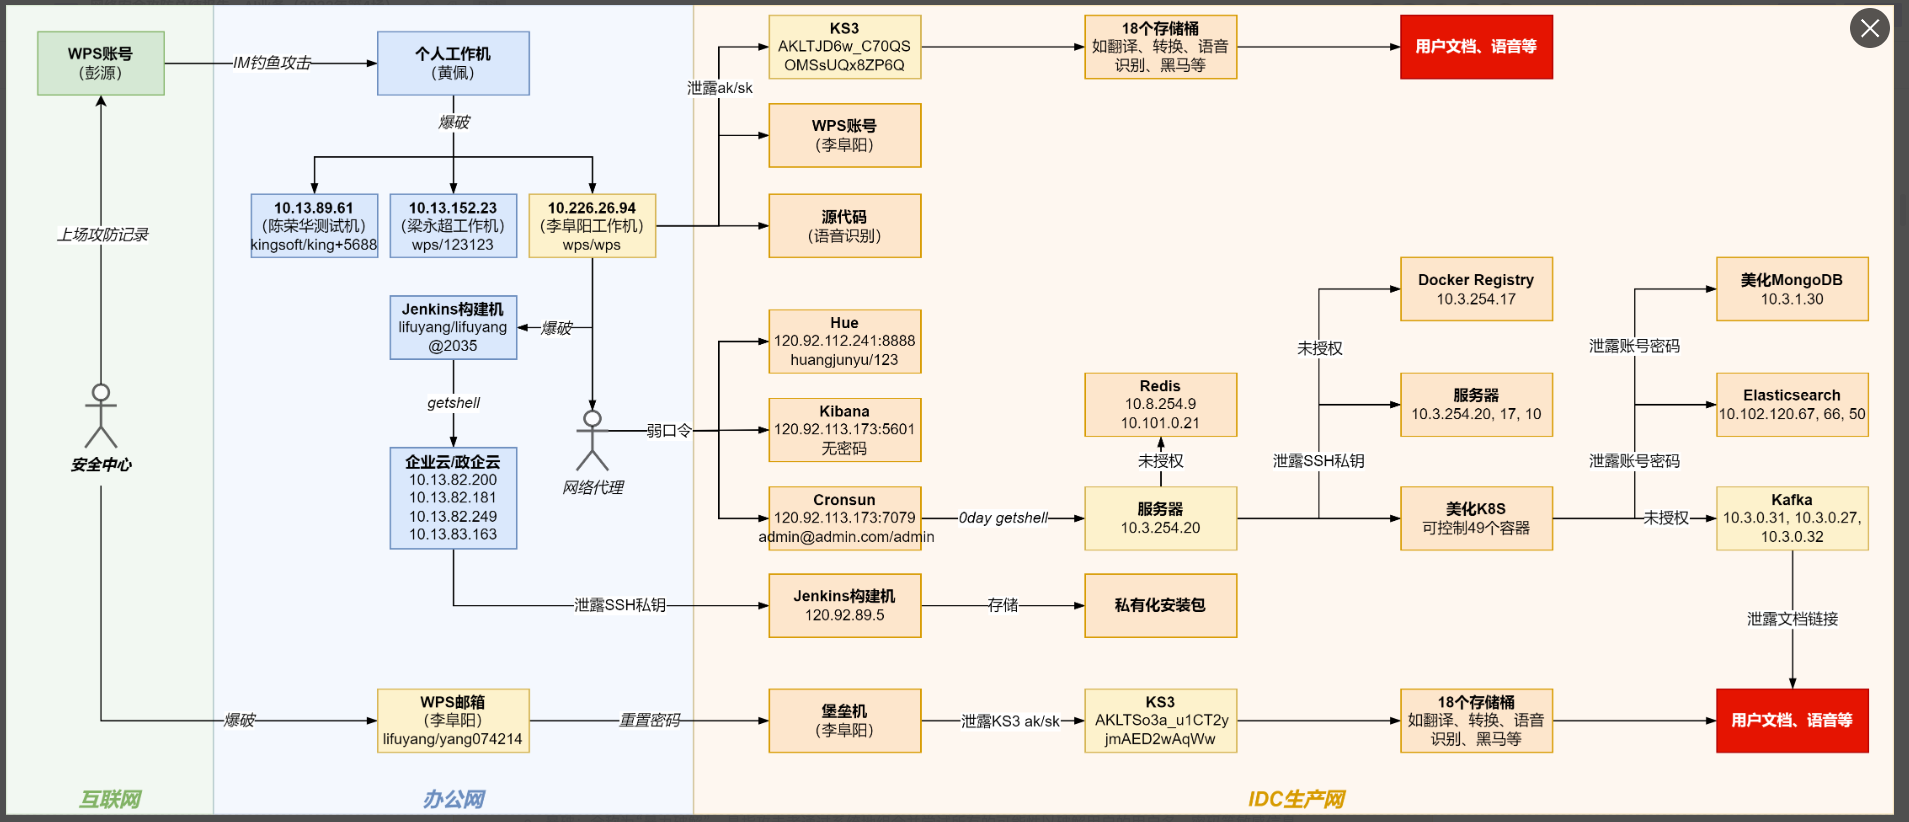 WPS账号
（彭源）
IM钓鱼攻击
个人工作机
（黄佩）
爆破
上场攻防记录
安全中心
10.13.89.61
（陈荣华测试机）
kingsoft/king+5688
10.13.152.23
（梁永超工作机）
wps/123123
10.226.26.94
（李阜阳工作机）
wps/wps
Jenkins构建机
lifuyang/lifuyang
@2035
爆破
getshell
企业云/政企云
10.13.82.200
10.13.82.181
10.13.82.249
10.13.83.163
网络代理
泄露SSH私钥
爆破
WPS邮箱
（李阜阳）
lifuyang/yang074214
重置密码
泄露ak/sk
KS3
AKLTJD6w_C70QS
OMSsUQx8ZP6Q
18个存储桶
如翻译、转换、语音
识别、黑马等
用户文档、语音等
WPS账号
（李阜阳）
源代码
（语音识别）
弱口令
Hue
120.92.112.241:8888
huangjunyu/123
Kibana
120.92.113.173:5601
无密码
Cronsun
120.92.113.173:7079
admin@admin.com/admin
0day getshell
Redis
10.8.254.9
10.101.0.21
未授权
服务器
10.3.254.20
未授权
泄露SSH私钥
Docker Registry
10.3.254.17
服务器
10.3.254.20, 17, 10
美化K8S
可控制49个容器
泄露账号密码
泄露账号密码
未授权
美化MongoDB
10.3.1.30
Elasticsearch
10.102.120.67, 66, 50
Kafka
10.3.0.31, 10.3.0.27,
10.3.0.32
泄露文档链接
Jenkins构建机
120.92.89.5
存储
私有化安装包
堡垒机
（李阜阳）
泄露KS3 ak/sk
KS3
AKLTSo3a_u1CT2y
jmAED2wAqWw
18个存储桶
如翻译、转换、语音
识别、黑马等
用户文档、语音等
互联网
办公网
IDC生产网